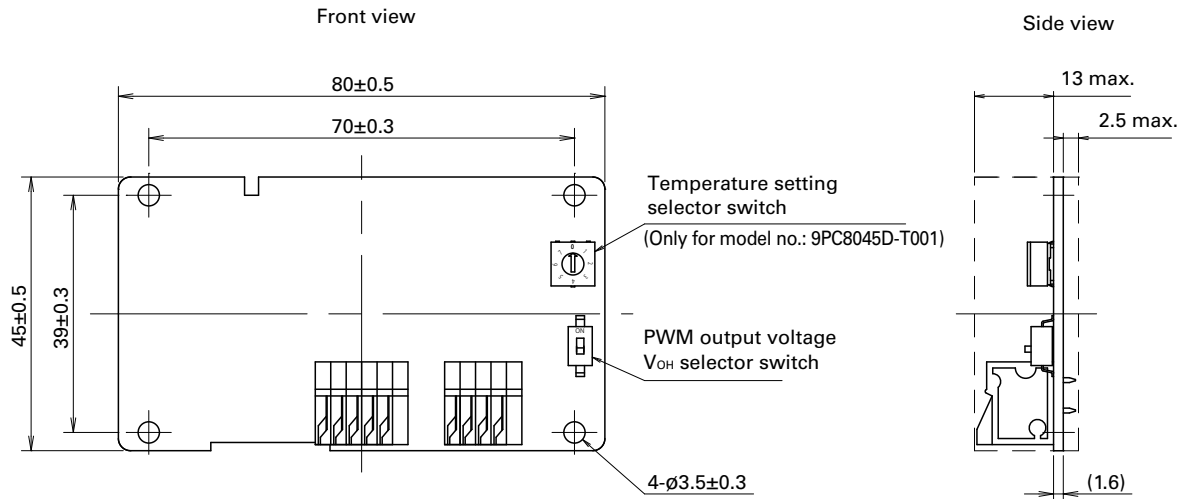 Front view
Side view
80±0.5
13 max.
70±0.3
2.5 max.
Temperature setting
selector switch
(Only for model no.: 9PC8045D-T001)
45±0.5
39±0.3
ON
PWM output voltage
VOH selector switch
4-ø3.5±0.3
(1.6)